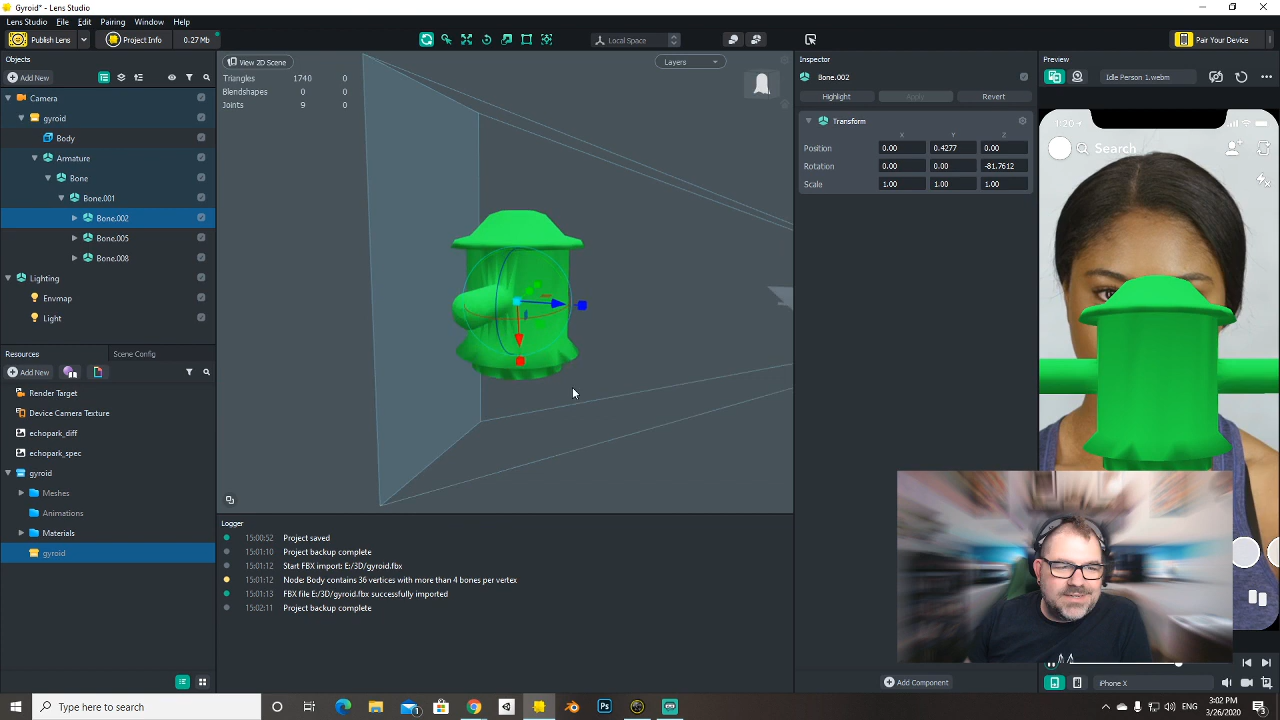 Gyroid* - Lens Studio
Lens Studio File Edit Pairing Window Help
Publish Lens Project Info 0.27 Mb Local Space Pair Your Device
Objects
Add New
Camera
gyroid
Body
Armature
Bone
Bone.001
Bone.002
Bone.005
Bone.008
Lighting
Envmap
Light
Resources Scene Config
Add New
Render Target
Device Camera Texture
echopark_diff
echopark_spec
gyroid
Meshes
Animations
Materials
gyroid
View 2D Scene Layers
Triangles 1740 0
Blendshapes 0 0
Joints 9 0
Logger
15:00:52 Project saved
15:01:10 Project backup complete
15:01:12 Start FBX import: E:/3D/gyroid.fbx
15:01:12 Node: Body contains 36 vertices with more than 4 bones per vertex
15:01:13 FBX file E:/3D/gyroid.fbx successfully imported
15:02:11 Project backup complete
Inspector
Bone.002
Highlight Apply Revert
Transform
X Y Z
Position 0.00 0.4277 0.00
Rotation 0.00 0.00 -81.7612
Scale 1.00 1.00 1.00
Add Component
Preview
Idle Person 1.webm
1:20
Search
iPhone X
Type here to search
1
Ps
3:02 PM
3/26/2020